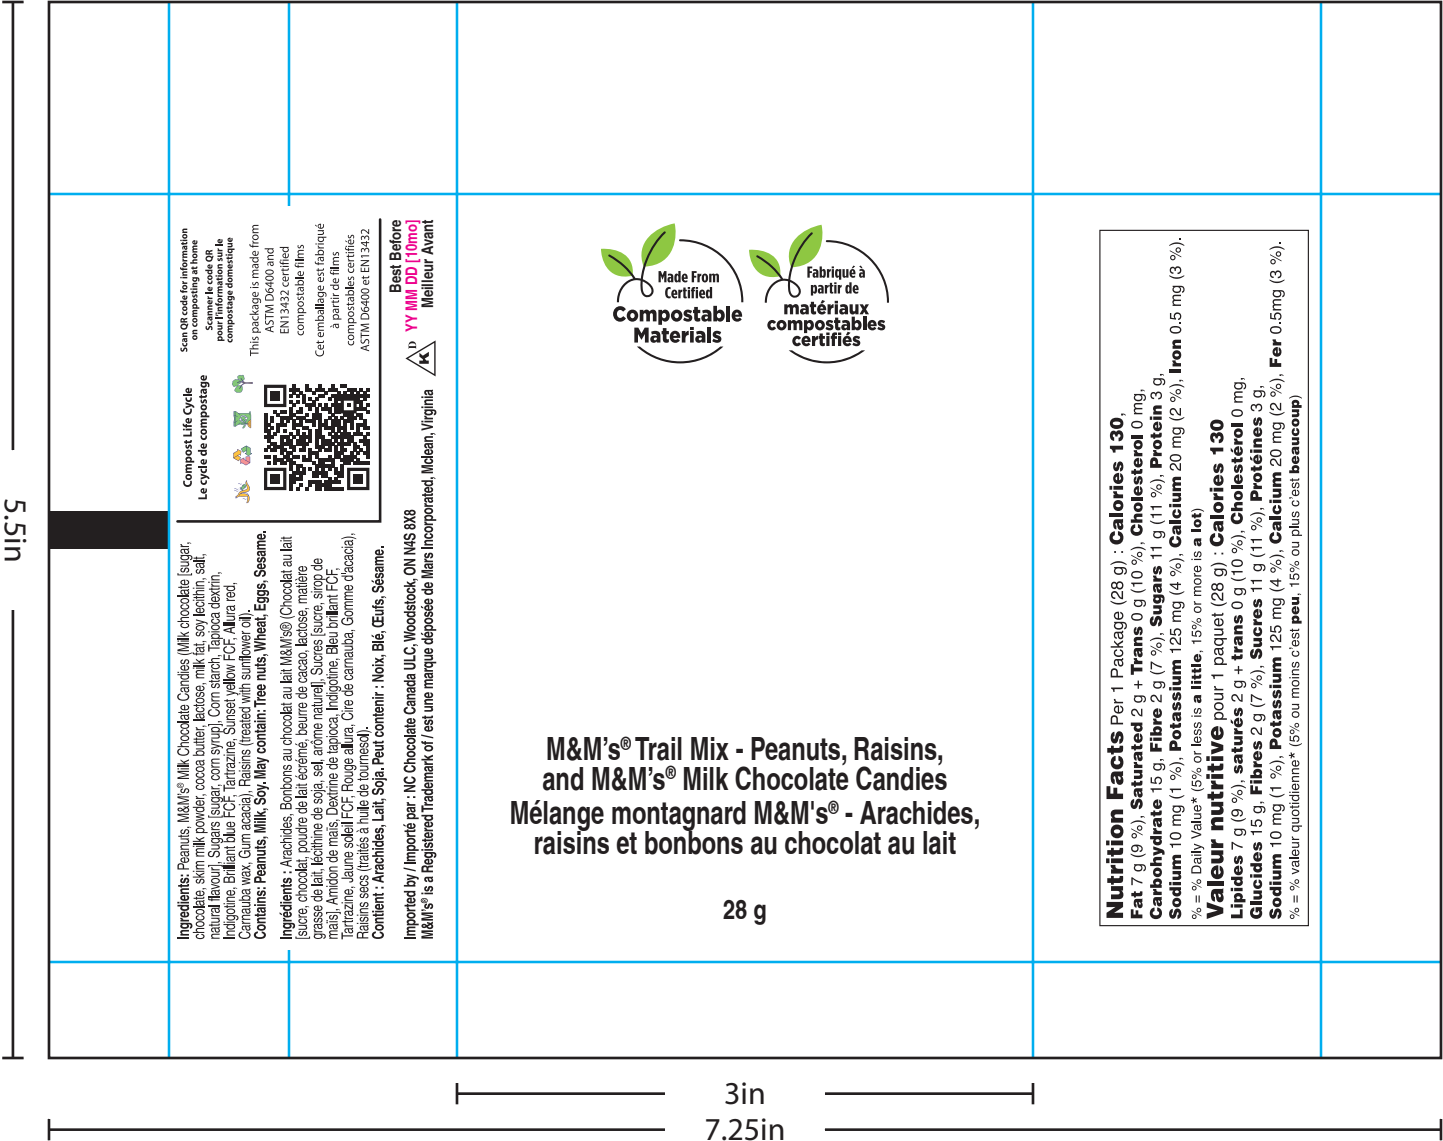 Made From
Certified
Compostable
Materials
Fabriqué à
partir de
matériaux
compostables
certifiés
M&M's® Trail Mix - Peanuts, Raisins,
and M&M's® Milk Chocolate Candies
Mélange montagnard M&M's® - Arachides,
raisins et bonbons au chocolat au lait
28 g
Ingredients: Peanuts, M&M's® Milk Chocolate Candies (Milk chocolate [sugar,
chocolate, skim milk powder, cocoa butter, lactose, milk fat, soy lecithin, salt,
natural flavour], Sugars [sugar, corn syrup], Corn starch, Tapioca dextrin,
Indigotine, Brilliant blue FCF, Tartrazine, Sunset yellow FCF, Allura red,
Carnauba wax, Gum acacia), Raisins (treated with sunflower oil).
Contains: Peanuts, Milk, Soy, May contain: Tree nuts, Wheat, Eggs, Sesame.
Ingrédients : Arachides, Bonbons au chocolat au lait M&M's® (Chocolat au lait
[sucre, chocolat, poudre de lait écrémé, beurre de cacao, lactose, matière
grasse de lait, lécithine de soja, sel, arôme naturel], Sucres [sucre, sirop de
maïs], Amidon de maïs, Dextrine de tapioca, Indigotine, Bleu brillant FCF,
Tartrazine, Jaune soleil FCF, Rouge allura, Cire de carnauba, Gomme d'acacia),
Raisins secs (traités à huile de tournesol).
Contient : Arachides, Lait, Soja. Peut contenir : Noix, Blé, Œufs, Sésame.
Imported by / Importé par : NC Chocolate Canada ULC, Woodstock, ON N4S 8X8
M&M's® is a Registered Trademark of / est une marque déposée de Mars Incorporated, Mclean, Virginia
Compost Life Cycle
Le cycle de compostage
Scan QR code for information
on composting at home
Scanner le code QR
pour l'information sur le
compostage domestique
This package is made from
ASTM D6400 and
EN13432 certified
compostable films
Cet emballage est fabriqué
à partir de films
compostables certifiés
ASTM D6400 et EN13432
K D
Best Before
YY MM DD [10mo]
Meilleur Avant
Nutrition Facts Per 1 Package (28 g) : Calories 130,
Fat 7 g (9 %), Saturated 2 g + Trans 0 g (10 %), Cholesterol 0 mg,
Carbohydrate 15 g, Fibre 2 g (7 %), Sugars 11 g (11 %), Protein 3 g,
Sodium 10 mg (1 %), Potassium 125 mg (4 %), Calcium 20 mg (2 %), Iron 0.5 mg (3 %).
% = % Daily Value* (5% or less is a little, 15% or more is a lot)
Valeur nutritive pour 1 paquet (28 g) : Calories 130
Lipides 7 g (9 %), saturés 2 g + trans 0 g (10 %), Cholestérol 0 mg,
Glucides 15 g, Fibres 2 g (7 %), Sucres 11 g (11 %), Protéines 3 g,
Sodium 10 mg (1 %), Potassium 125 mg (4 %), Calcium 20 mg (2 %), Fer 0.5mg (3 %).
% = % valeur quotidienne* (5% ou moins c'est peu, 15% ou plus c'est beaucoup)
5.5in
3in
7.25in